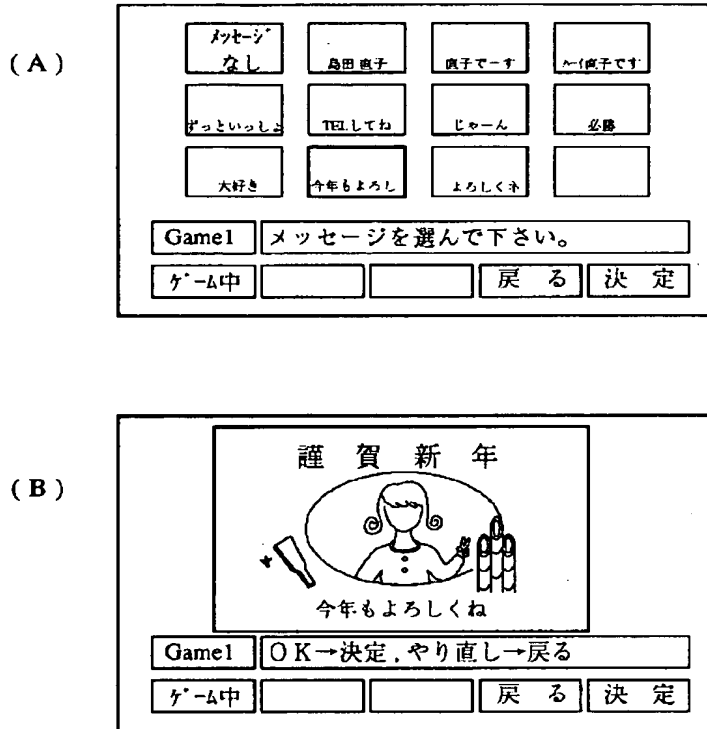 (A)
メッセージ
なし
島田直子
直子でーす
ヘイ直子です
ずっといっしょ
TELしてね
じゃーん
必勝
大好き
今年もよろし
よろしくネ
Game1 メッセージを選んで下さい。
ゲーム中 戻る 決定
(B)
謹賀新年
今年もよろしくね
Game1 OK→決定,やり直し→戻る
ゲーム中 戻る 決定